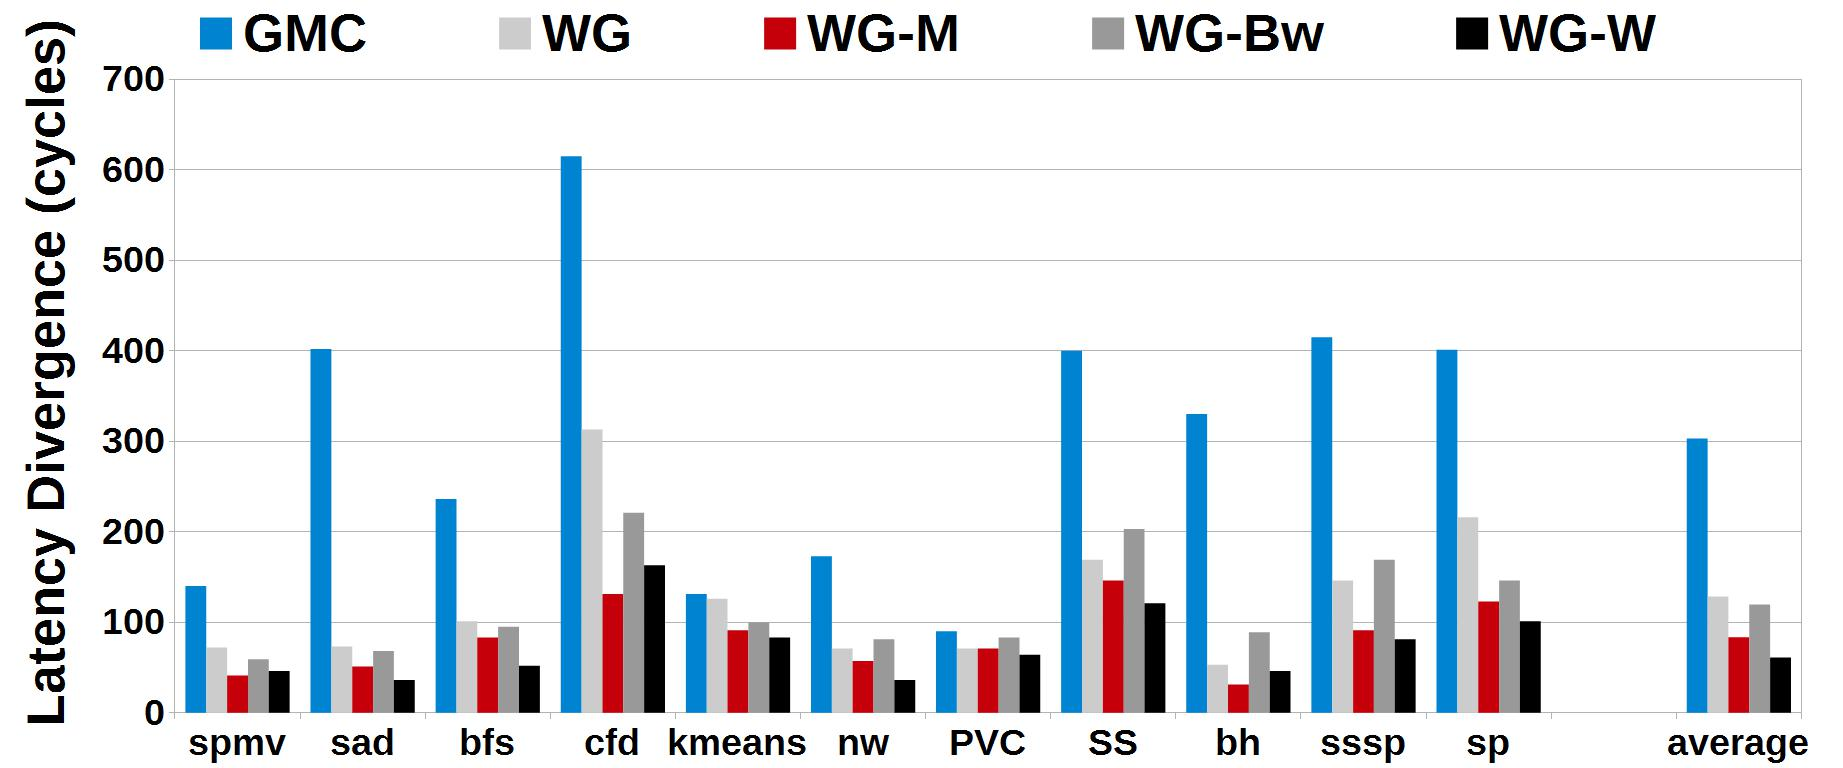 GMC WG WG-M WG-Bw WG-W
Latency Divergence (cycles)
700
600
500
400
300
200
100
0
spmv sad bfs cfd kmeans nw PVC SS bh sssp sp average